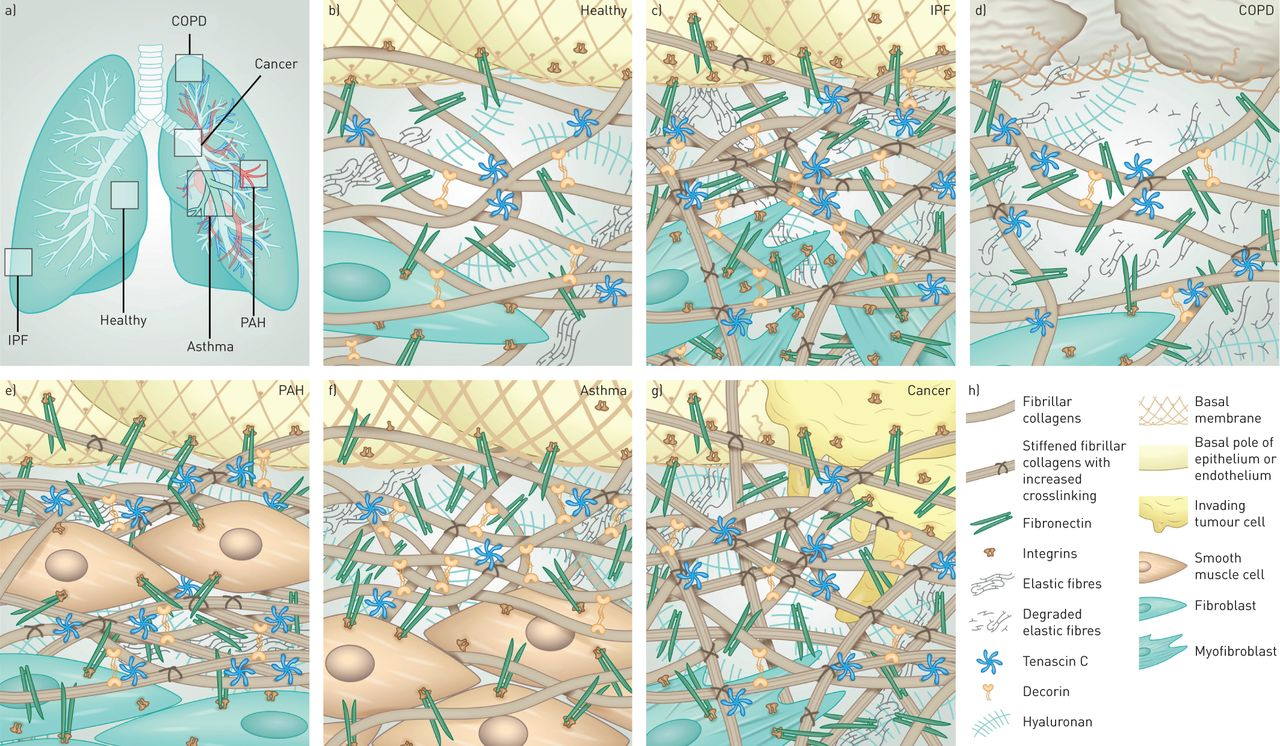 a)
COPD
Cancer
Healthy
IPF
PAH
Asthma
b)
Healthy
c)
IPF
d)
COPD
e)
PAH
f)
Asthma
g)
Cancer
h)
Fibrillar
collagens
Stiffened fibrillar
collagens with
increased
crosslinking
Fibronectin
Integrins
Elastic fibres
Degraded
elastic fibres
Tenascin C
Decorin
Hyaluronan
Basal
membrane
Basal pole of
epithelium or
endothelium
Invading
tumour cell
Smooth
muscle cell
Fibroblast
Myofibroblast